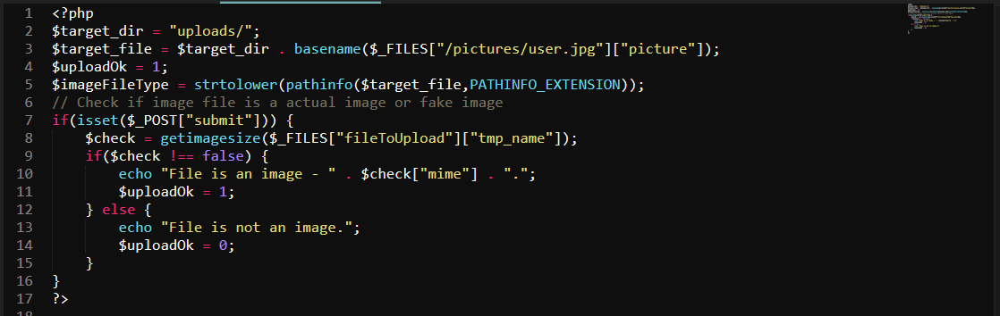 1 <?php
2 $target_dir = "uploads/";
3 $target_file = $target_dir . basename($_FILES["/pictures/user.jpg"]["picture"]);
4 $uploadOk = 1;
5 $imageFileType = strtolower(pathinfo($target_file,PATHINFO_EXTENSION));
6 // Check if image file is a actual image or fake image
7 if(isset($_POST["submit"])) {
8     $check = getimagesize($_FILES["fileToUpload"]["tmp_name"]);
9     if($check !== false) {
10         echo "File is an image - " . $check["mime"] . ".";
11         $uploadOk = 1;
12     } else {
13         echo "File is not an image.";
14         $uploadOk = 0;
15     }
16 }
17 ?>
18